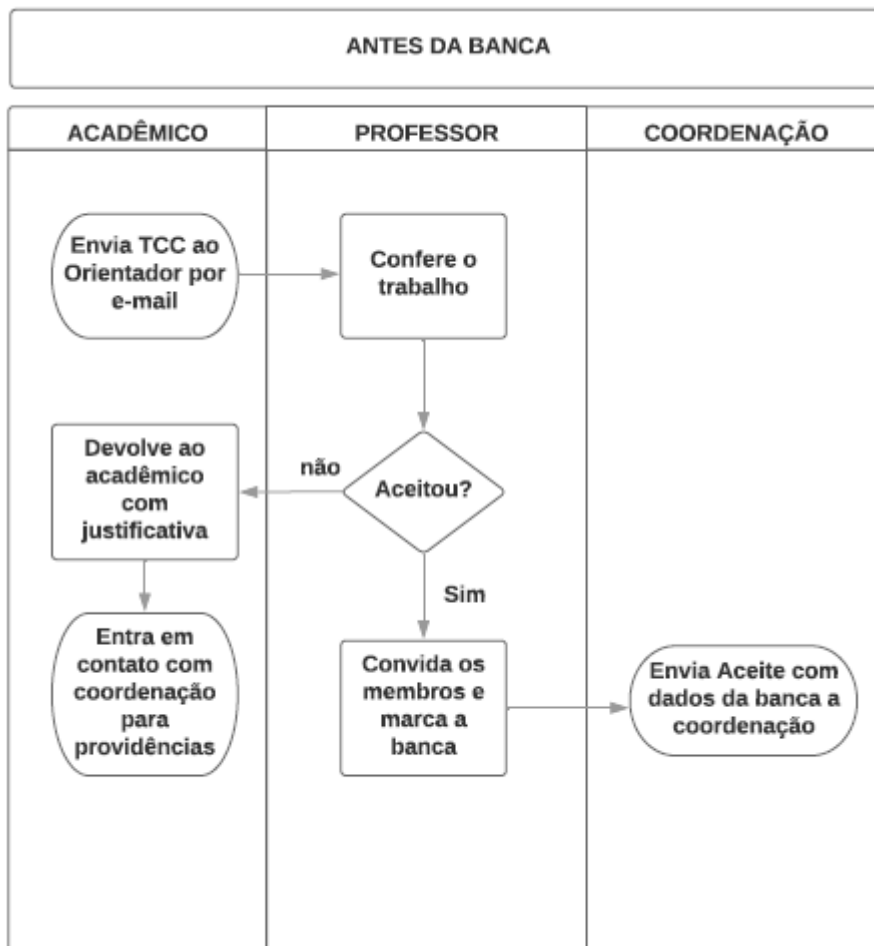 ANTES DA BANCA
ACADÊMICO
PROFESSOR
COORDENAÇÃO
Envia TCC ao
Orientador por
e-mail
Confere o
trabalho
Devolve ao
acadêmico
com
justificativa
não
Aceitou?
Sim
Entra em
contato com
coordenação
para
providências
Convida os
membros e
marca a
banca
Envia Aceite com
dados da banca a
coordenação